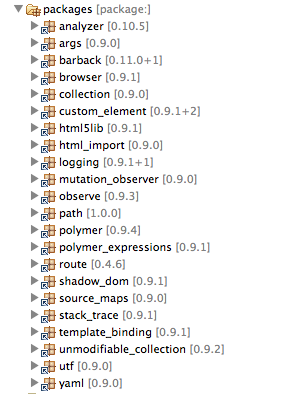 packages [package:]
analyzer [0.10.5]
args [0.9.0]
barback [0.11.0+1]
browser [0.9.1]
collection [0.9.0]
custom_element [0.9.1+2]
html5lib [0.9.1]
html_import [0.9.0]
logging [0.9.1+1]
mutation_observer [0.9.0]
observe [0.9.3]
path [1.0.0]
polymer [0.9.4]
polymer_expressions [0.9.1]
route [0.4.6]
shadow_dom [0.9.1]
source_maps [0.9.0]
stack_trace [0.9.1]
template_binding [0.9.1]
unmodifiable_collection [0.9.2]
utf [0.9.0]
yaml [0.9.0]